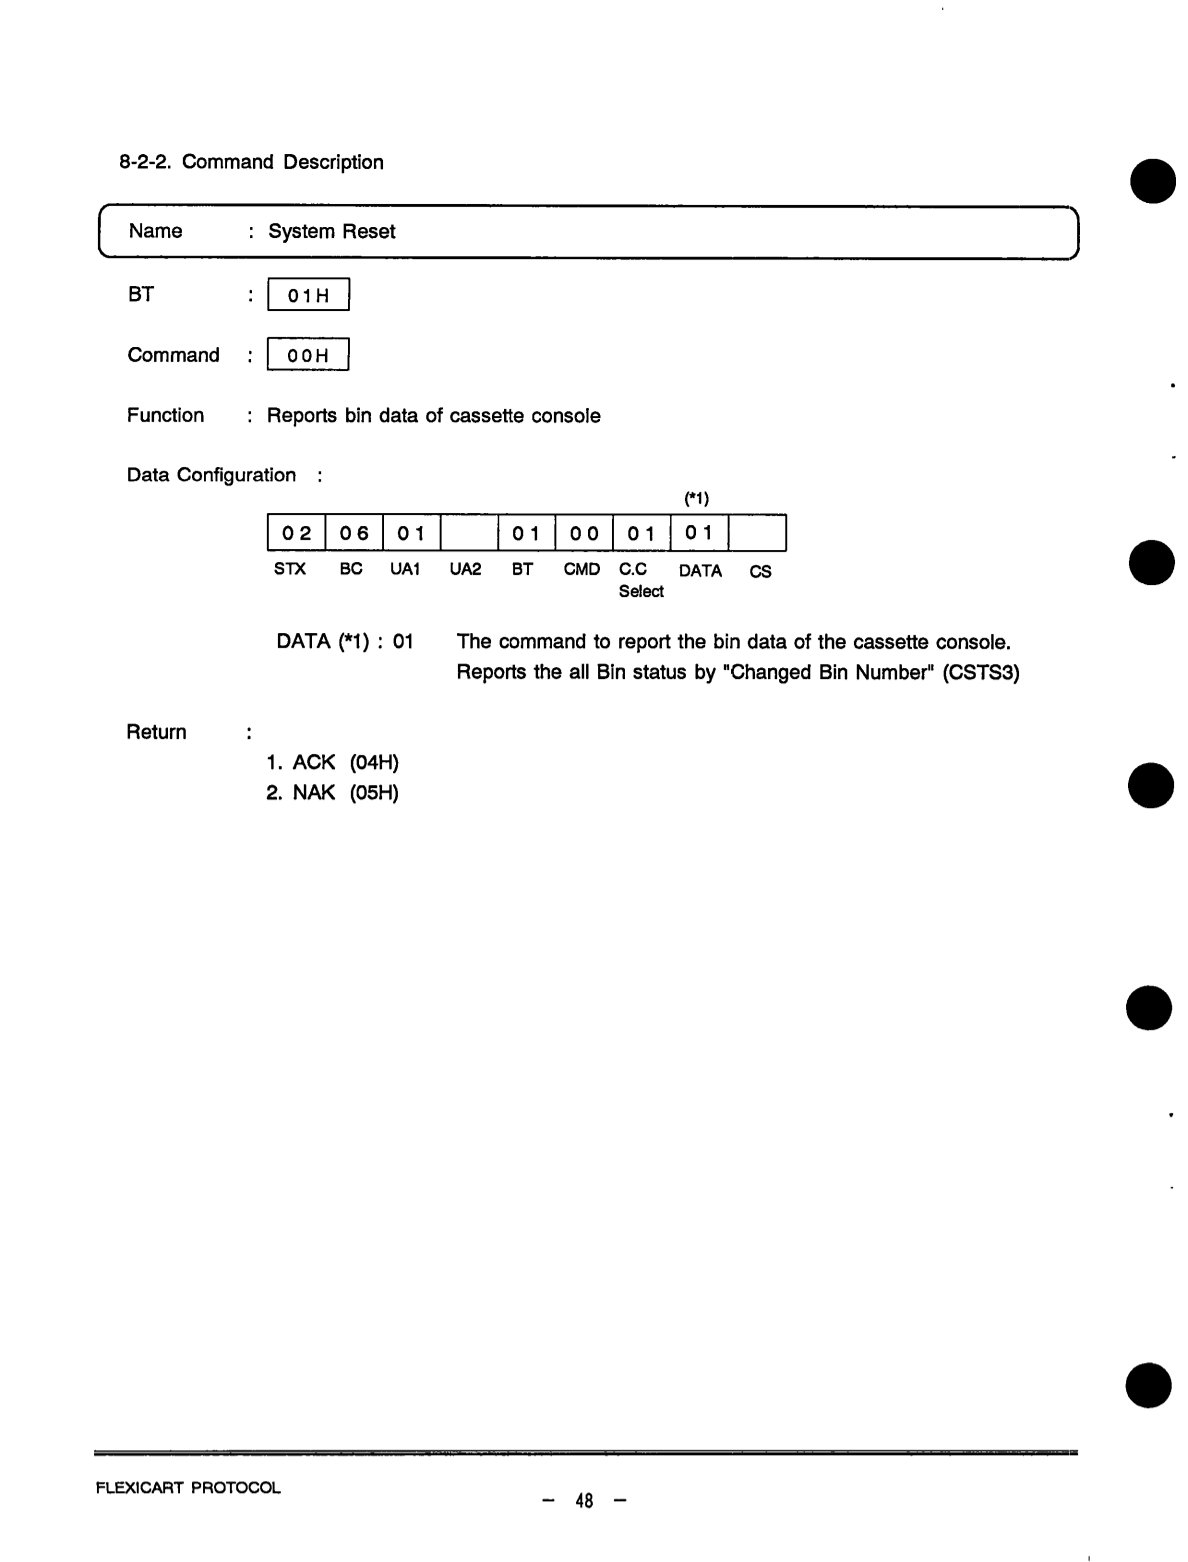 8-2-2. Command Description
Name : System Reset
BT : 01H
Command : 00H
Function : Reports bin data of cassette console
Data Configuration :
(*1)
02 06 01 01 00 01 01
STX BC UA1 UA2 BT CMD C.C DATA CS
Select
DATA (*1) : 01 The command to report the bin data of the cassette console.
Reports the all Bin status by "Changed Bin Number" (CSTS3)
Return :
1. ACK (04H)
2. NAK (05H)
FLEXICART PROTOCOL
– 48 –